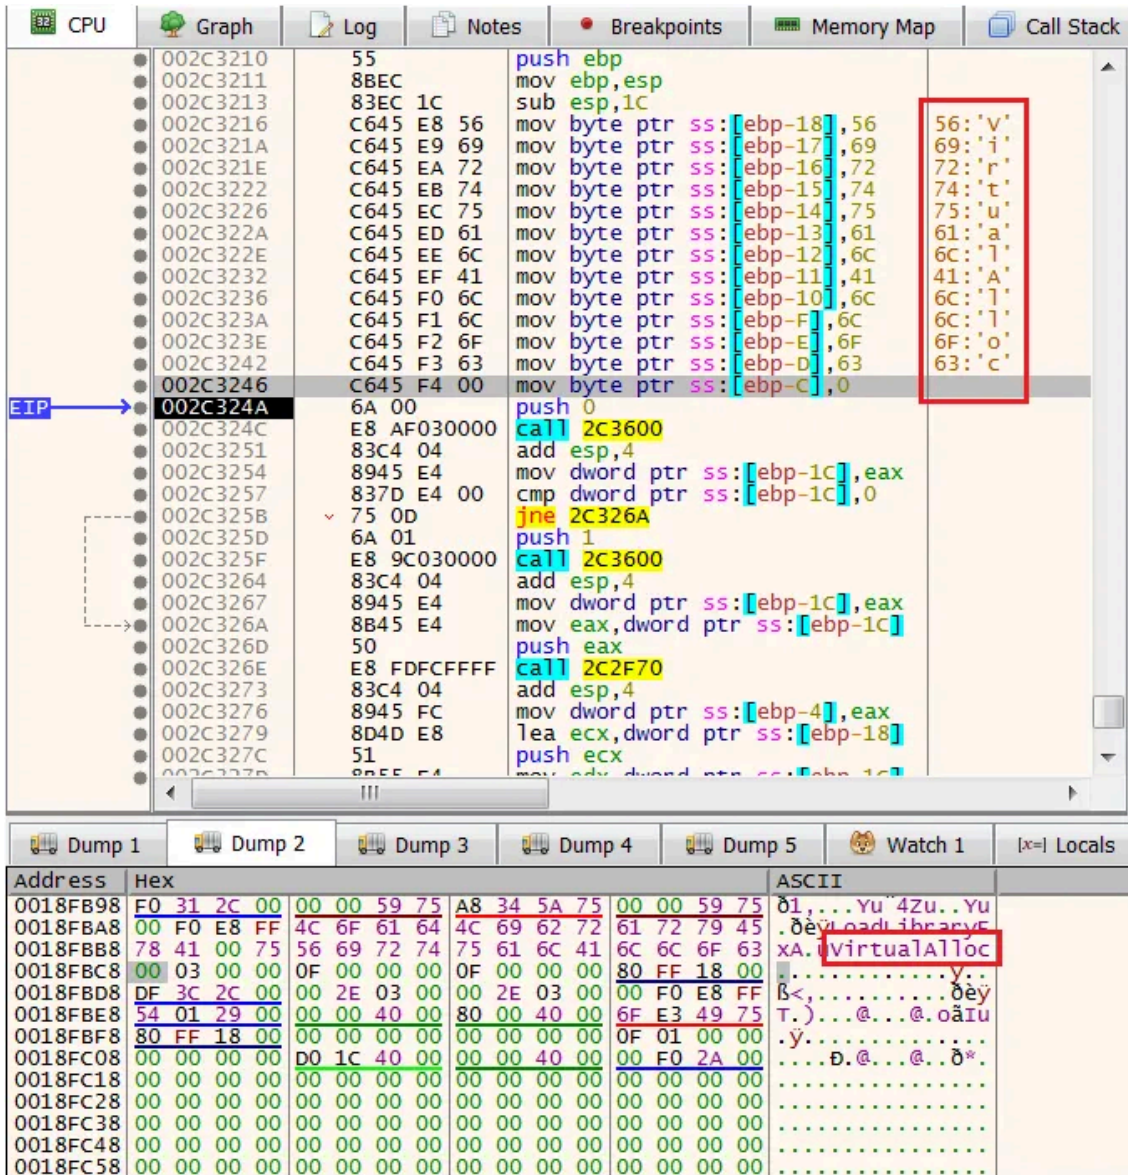 CPU Graph Log Notes Breakpoints Memory Map Call Stack
002C3210 55 push ebp
002C3211 8BEC mov ebp,esp
002C3213 83EC 1C sub esp,1C
002C3216 C645 E8 56 mov byte ptr ss:[ebp-18],56 56:'V'
002C321A C645 E9 69 mov byte ptr ss:[ebp-17],69 69:'i'
002C321E C645 EA 72 mov byte ptr ss:[ebp-16],72 72:'r'
002C3222 C645 EB 74 mov byte ptr ss:[ebp-15],74 74:'t'
002C3226 C645 EC 75 mov byte ptr ss:[ebp-14],75 75:'u'
002C322A C645 ED 61 mov byte ptr ss:[ebp-13],61 61:'a'
002C322E C645 EE 6C mov byte ptr ss:[ebp-12],6C 6C:'l'
002C3232 C645 EF 41 mov byte ptr ss:[ebp-11],41 41:'A'
002C3236 C645 F0 6C mov byte ptr ss:[ebp-10],6C 6C:'l'
002C323A C645 F1 6C mov byte ptr ss:[ebp-F],6C 6C:'l'
002C323E C645 F2 6F mov byte ptr ss:[ebp-E],6F 6F:'o'
002C3242 C645 F3 63 mov byte ptr ss:[ebp-D],63 63:'c'
002C3246 C645 F4 00 mov byte ptr ss:[ebp-C],0
EIP 002C324A 6A 00 push 0
002C324C E8 AF030000 call 2C3600
002C3251 83C4 04 add esp,4
002C3254 8945 E4 mov dword ptr ss:[ebp-1C],eax
002C3257 837D E4 00 cmp dword ptr ss:[ebp-1C],0
002C325B 75 0D jne 2C326A
002C325D 6A 01 push 1
002C325F E8 9C030000 call 2C3600
002C3264 83C4 04 add esp,4
002C3267 8945 E4 mov dword ptr ss:[ebp-1C],eax
002C326A 8B45 E4 mov eax,dword ptr ss:[ebp-1C]
002C326D 50 push eax
002C326E E8 FDFCFFFF call 2C2F70
002C3273 83C4 04 add esp,4
002C3276 8945 FC mov dword ptr ss:[ebp-4],eax
002C3279 8D4D E8 lea ecx,dword ptr ss:[ebp-18]
002C327C 51 push ecx
002C327D 8B55 E4 mov edx,dword ptr ss:[ebp-1C]
Dump 1 Dump 2 Dump 3 Dump 4 Dump 5 Watch 1 [x=] Locals
Address Hex ASCII
0018FB98 F0 31 2C 00 00 00 59 75 A8 34 5A 75 00 00 59 75 ð1,...Yu¨4Zu..Yu
0018FBA8 00 F0 E8 FF 4C 6F 61 64 4C 69 62 72 61 72 79 45 .ðèÿLoadLibraryE
0018FBB8 78 41 00 75 56 69 72 74 75 61 6C 41 6C 6C 6F 63 xA.uVirtualAlloc
0018FBC8 00 03 00 00 0F 00 00 00 0F 00 00 00 80 FF 18 00 .............ÿ..
0018FBD8 DF 3C 2C 00 00 2E 03 00 00 2E 03 00 00 F0 E8 FF ß<,..........ðèÿ
0018FBE8 54 01 29 00 00 00 40 00 80 00 40 00 6F E3 49 75 T.)...@...@.oãIu
0018FBF8 80 FF 18 00 00 00 00 00 00 00 00 00 0F 01 00 00 .ÿ..............
0018FC08 00 00 00 00 D0 1C 40 00 00 00 40 00 00 F0 2A 00 ....Ð.@...@..ð*.
0018FC18 00 00 00 00 00 00 00 00 00 00 00 00 00 00 00 00 ................
0018FC28 00 00 00 00 00 00 00 00 00 00 00 00 00 00 00 00 ................
0018FC38 00 00 00 00 00 00 00 00 00 00 00 00 00 00 00 00 ................
0018FC48 00 00 00 00 00 00 00 00 00 00 00 00 00 00 00 00 ................
0018FC58 00 00 00 00 00 00 00 00 00 00 00 00 00 00 00 00 ................